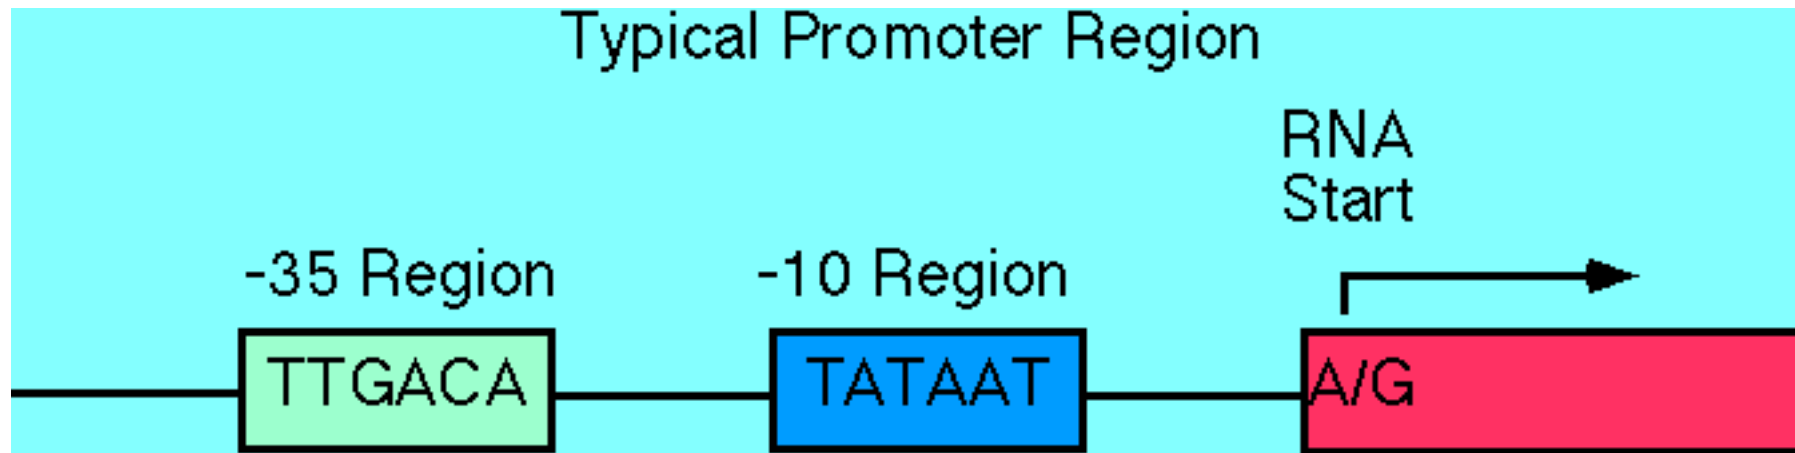 Typical Promoter Region
RNA
Start
-35 Region
-10 Region
TTGACA
TATAAT
A/G